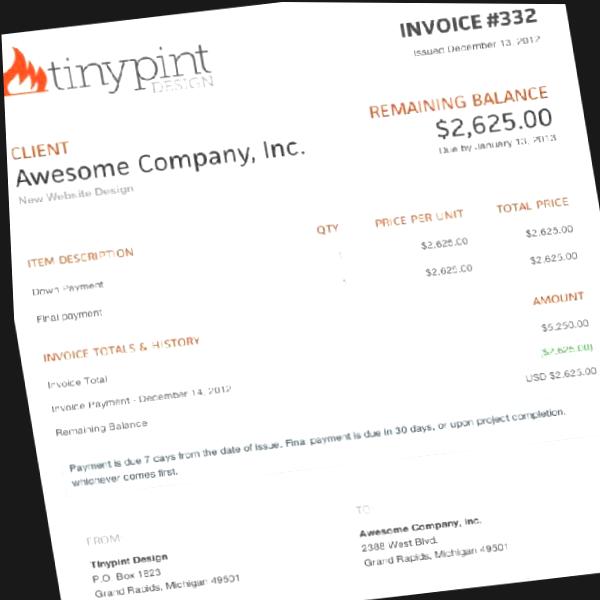 tinypint
DESIGN
INVOICE #332
Issued December 13, 2012
REMAINING BALANCE
$2,625.00
Due by January 13, 2013
CLIENT
Awesome Company, Inc.
New Website Design
ITEM DESCRIPTION QTY PRICE PER UNIT TOTAL PRICE
Down Payment $2,625.00 $2,625.00
Final payment $2,625.00 $2,625.00
INVOICE TOTALS & HISTORY AMOUNT
Invoice Total $5,250.00
Invoice Payment - December 14, 2012 ($2,625.00)
Remaining Balance USD $2,625.00
Payment is due 7 days from the date of issue. Final payment is due in 30 days, or upon project completion,
whichever comes first.
FROM
Tinypint Design
P.O. Box 1823
Grand Rapids, Michigan 49501
TO
Awesome Company, Inc.
2388 West Blvd.
Grand Rapids, Michigan 49501